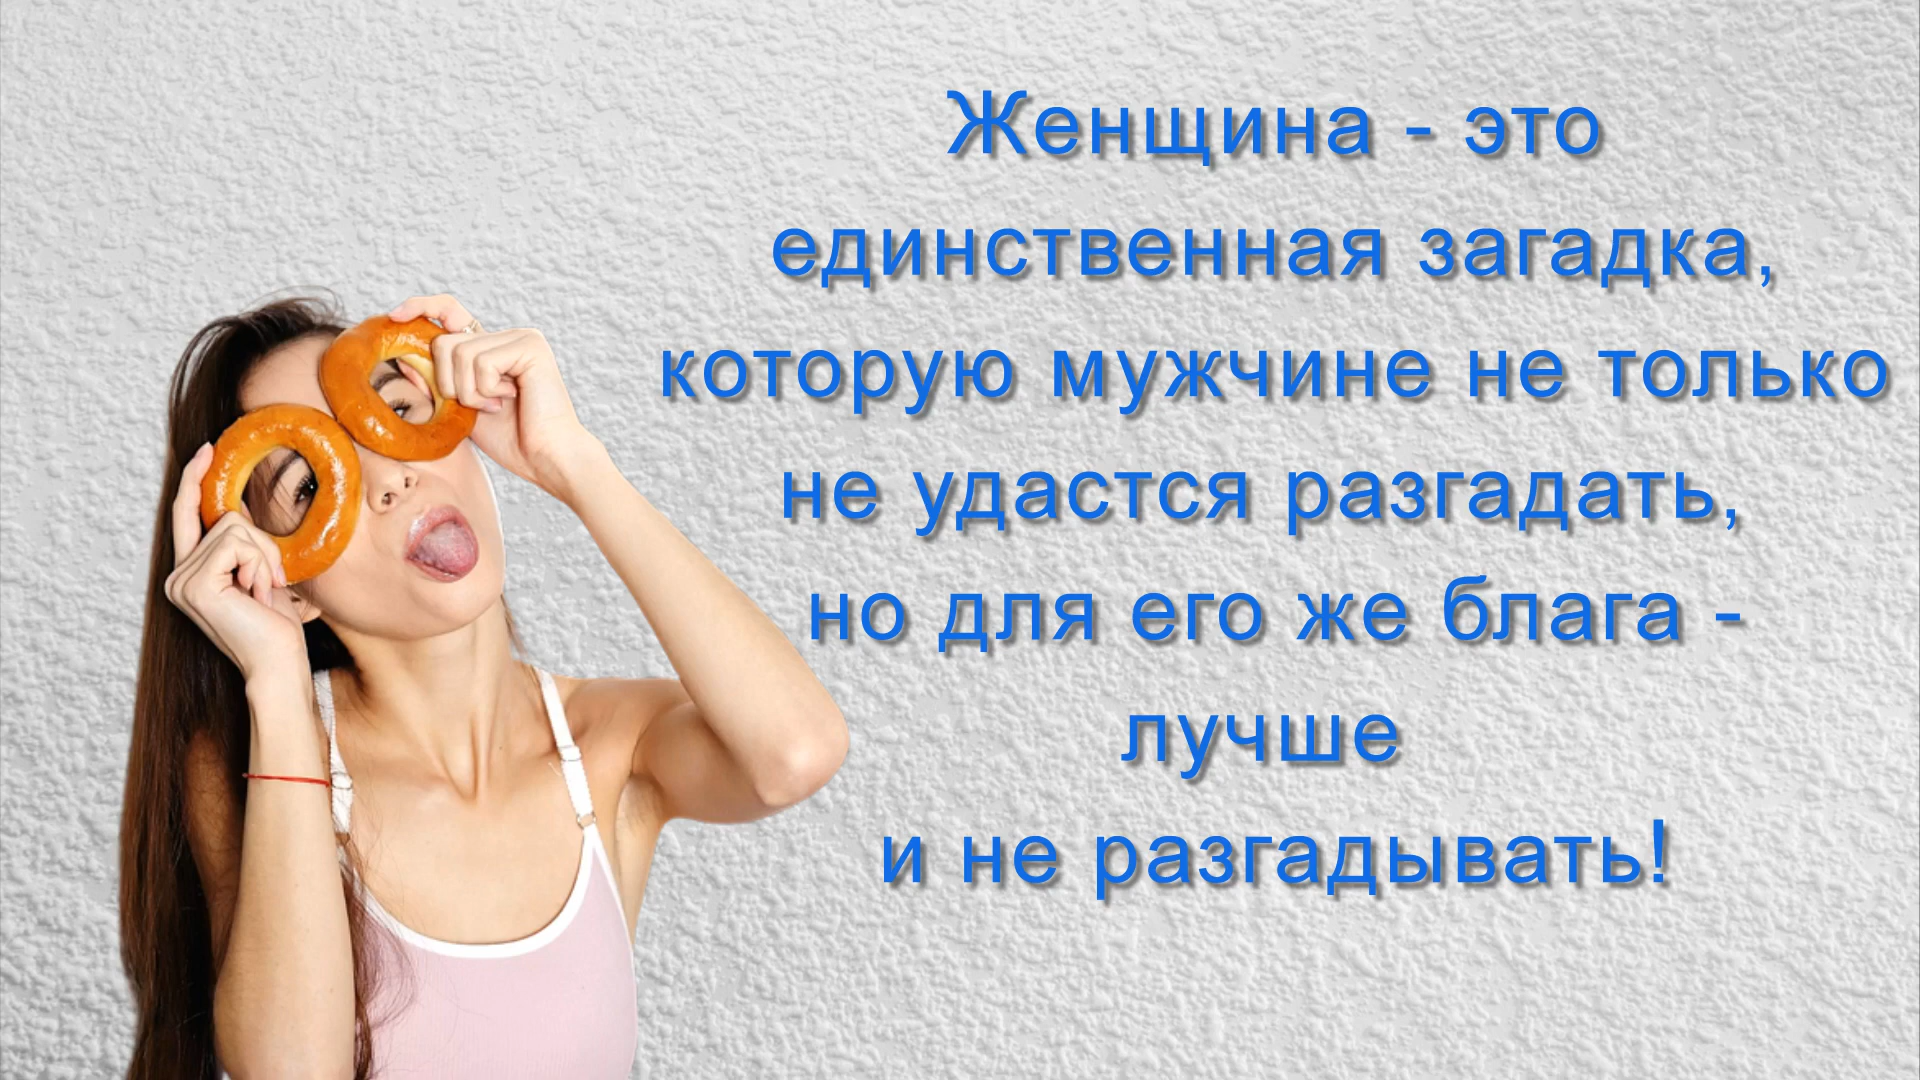 Женщина - это
единственная загадка,
которую мужчине не только
не удастся разгадать,
но для его же блага -
лучше
и не разгадывать!